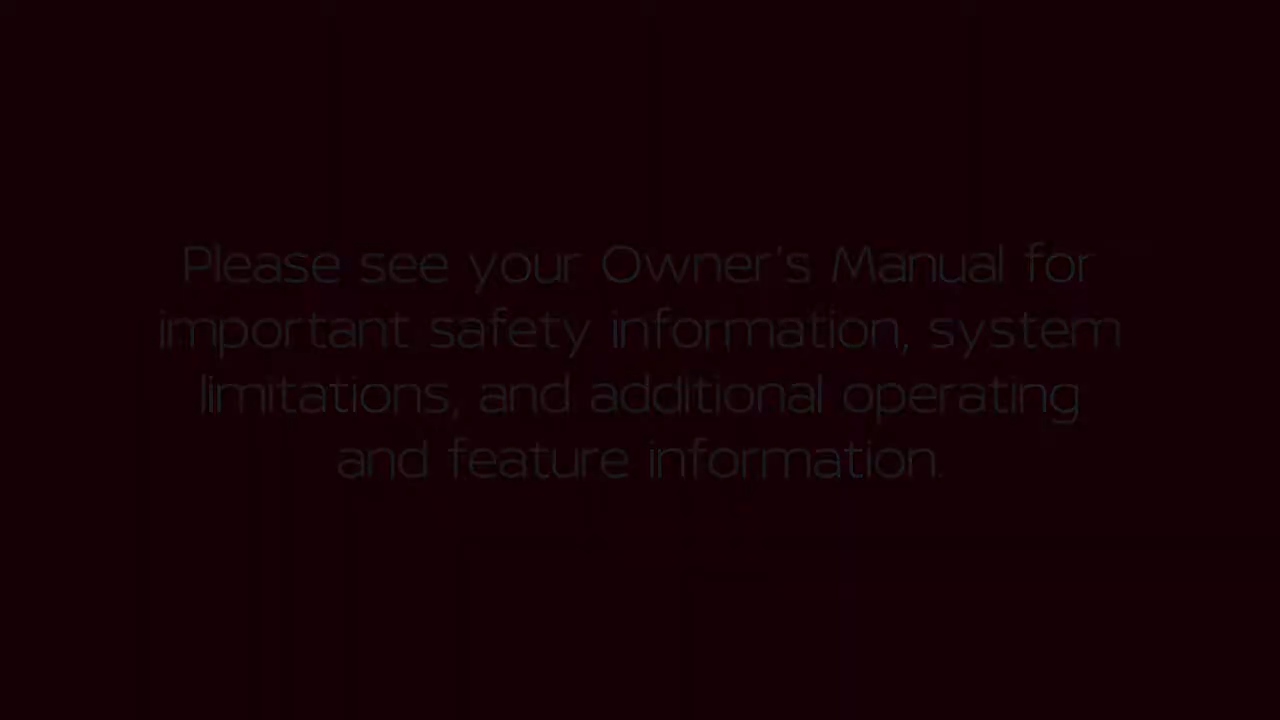 Please see your Owner's Manual for
important safety information, system
limitations, and additional operating
and feature information.